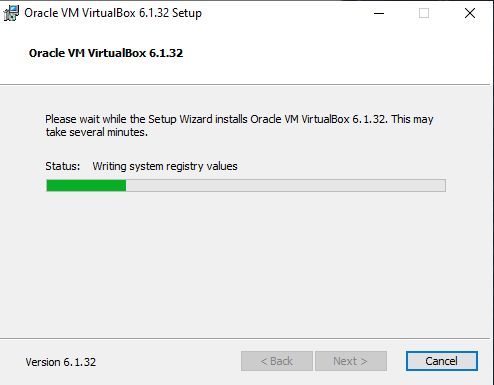 Oracle VM VirtualBox 6.1.32 Setup
Oracle VM VirtualBox 6.1.32
Please wait while the Setup Wizard installs Oracle VM VirtualBox 6.1.32. This may
take several minutes.
Status: Writing system registry values
Version 6.1.32
< Back
Next >
Cancel